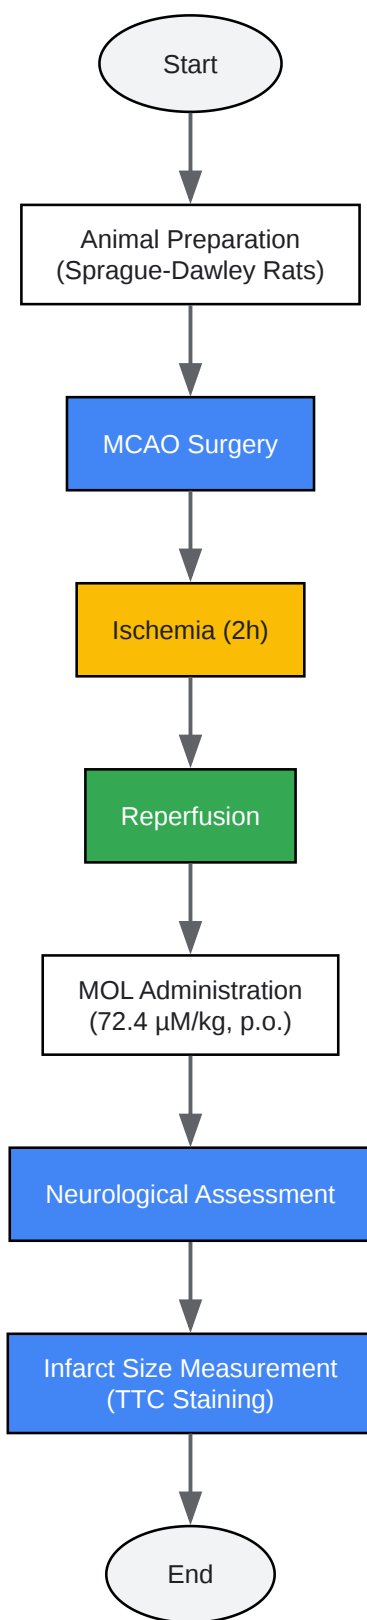 Start
Animal Preparation
(Sprague-Dawley Rats)
MCAO Surgery
Ischemia (2h)
Reperfusion
MOL Administration
(72.4 µM/kg, p.o.)
Neurological Assessment
Infarct Size Measurement
(TTC Staining)
End